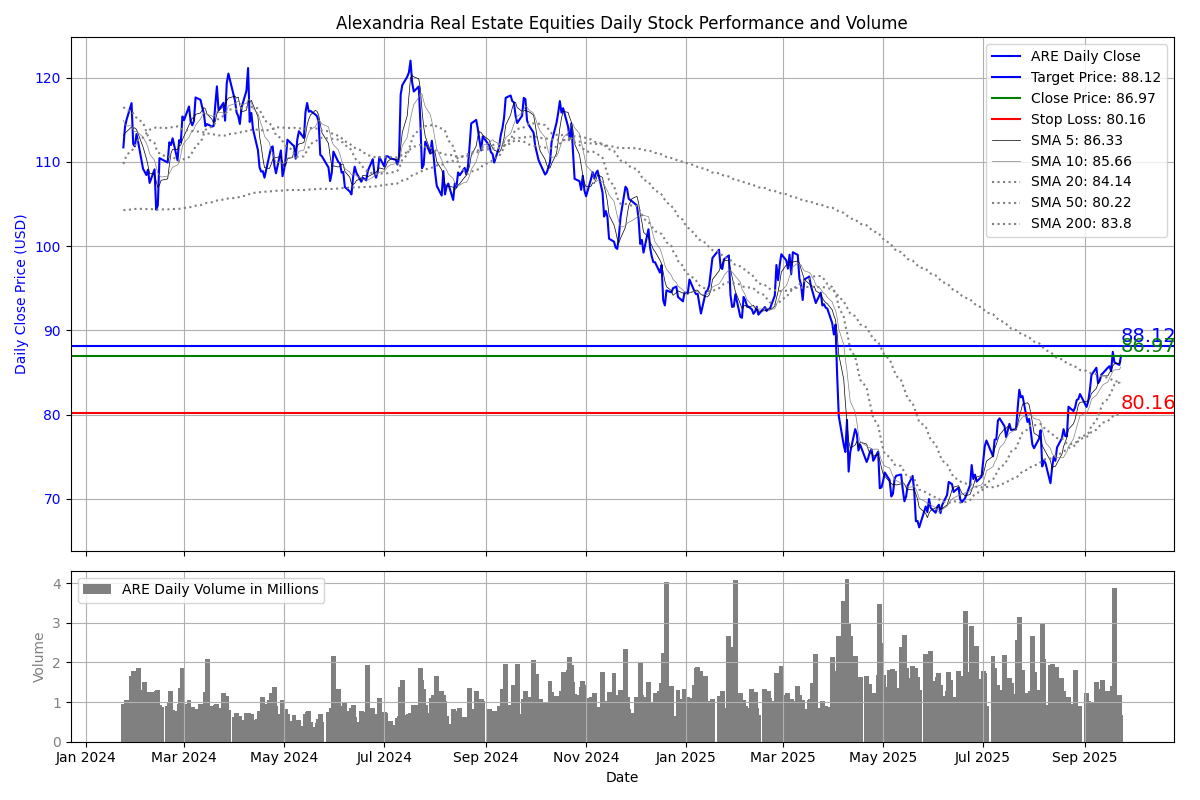 Alexandria Real Estate Equities Daily Stock Performance and Volume
Daily Close Price (USD)
120
110
100
90
80
70
ARE Daily Close
Target Price: 88.12
Close Price: 86.97
Stop Loss: 80.16
SMA 5: 86.33
SMA 10: 85.66
SMA 20: 84.14
SMA 50: 80.22
SMA 200: 83.8
88.12
86.97
80.16
Volume
4
3
2
1
0
ARE Daily Volume in Millions
Jan 2024 Mar 2024 May 2024 Jul 2024 Sep 2024 Nov 2024 Jan 2025 Mar 2025 May 2025 Jul 2025 Sep 2025
Date